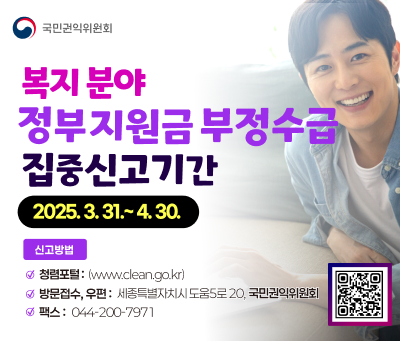 국민권익위원회
복지 분야
정부지원금 부정수급
집중신고기간
2025. 3. 31.~ 4. 30.
신고방법
청렴포털 : (www.clean.go.kr)
방문접수, 우편 : 세종특별자치시 도움5로 20, 국민권익위원회
팩스 : 044-200-7971